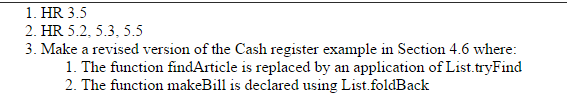 1. HR 3.5
2. HR 5.2, 5.3, 5.5
3. Make a revised version of the Cash register example in Section 4.6 where:
1. The function findArticle is replaced by an application of List.tryFind
2. The function makeBill is declared using List.foldBack